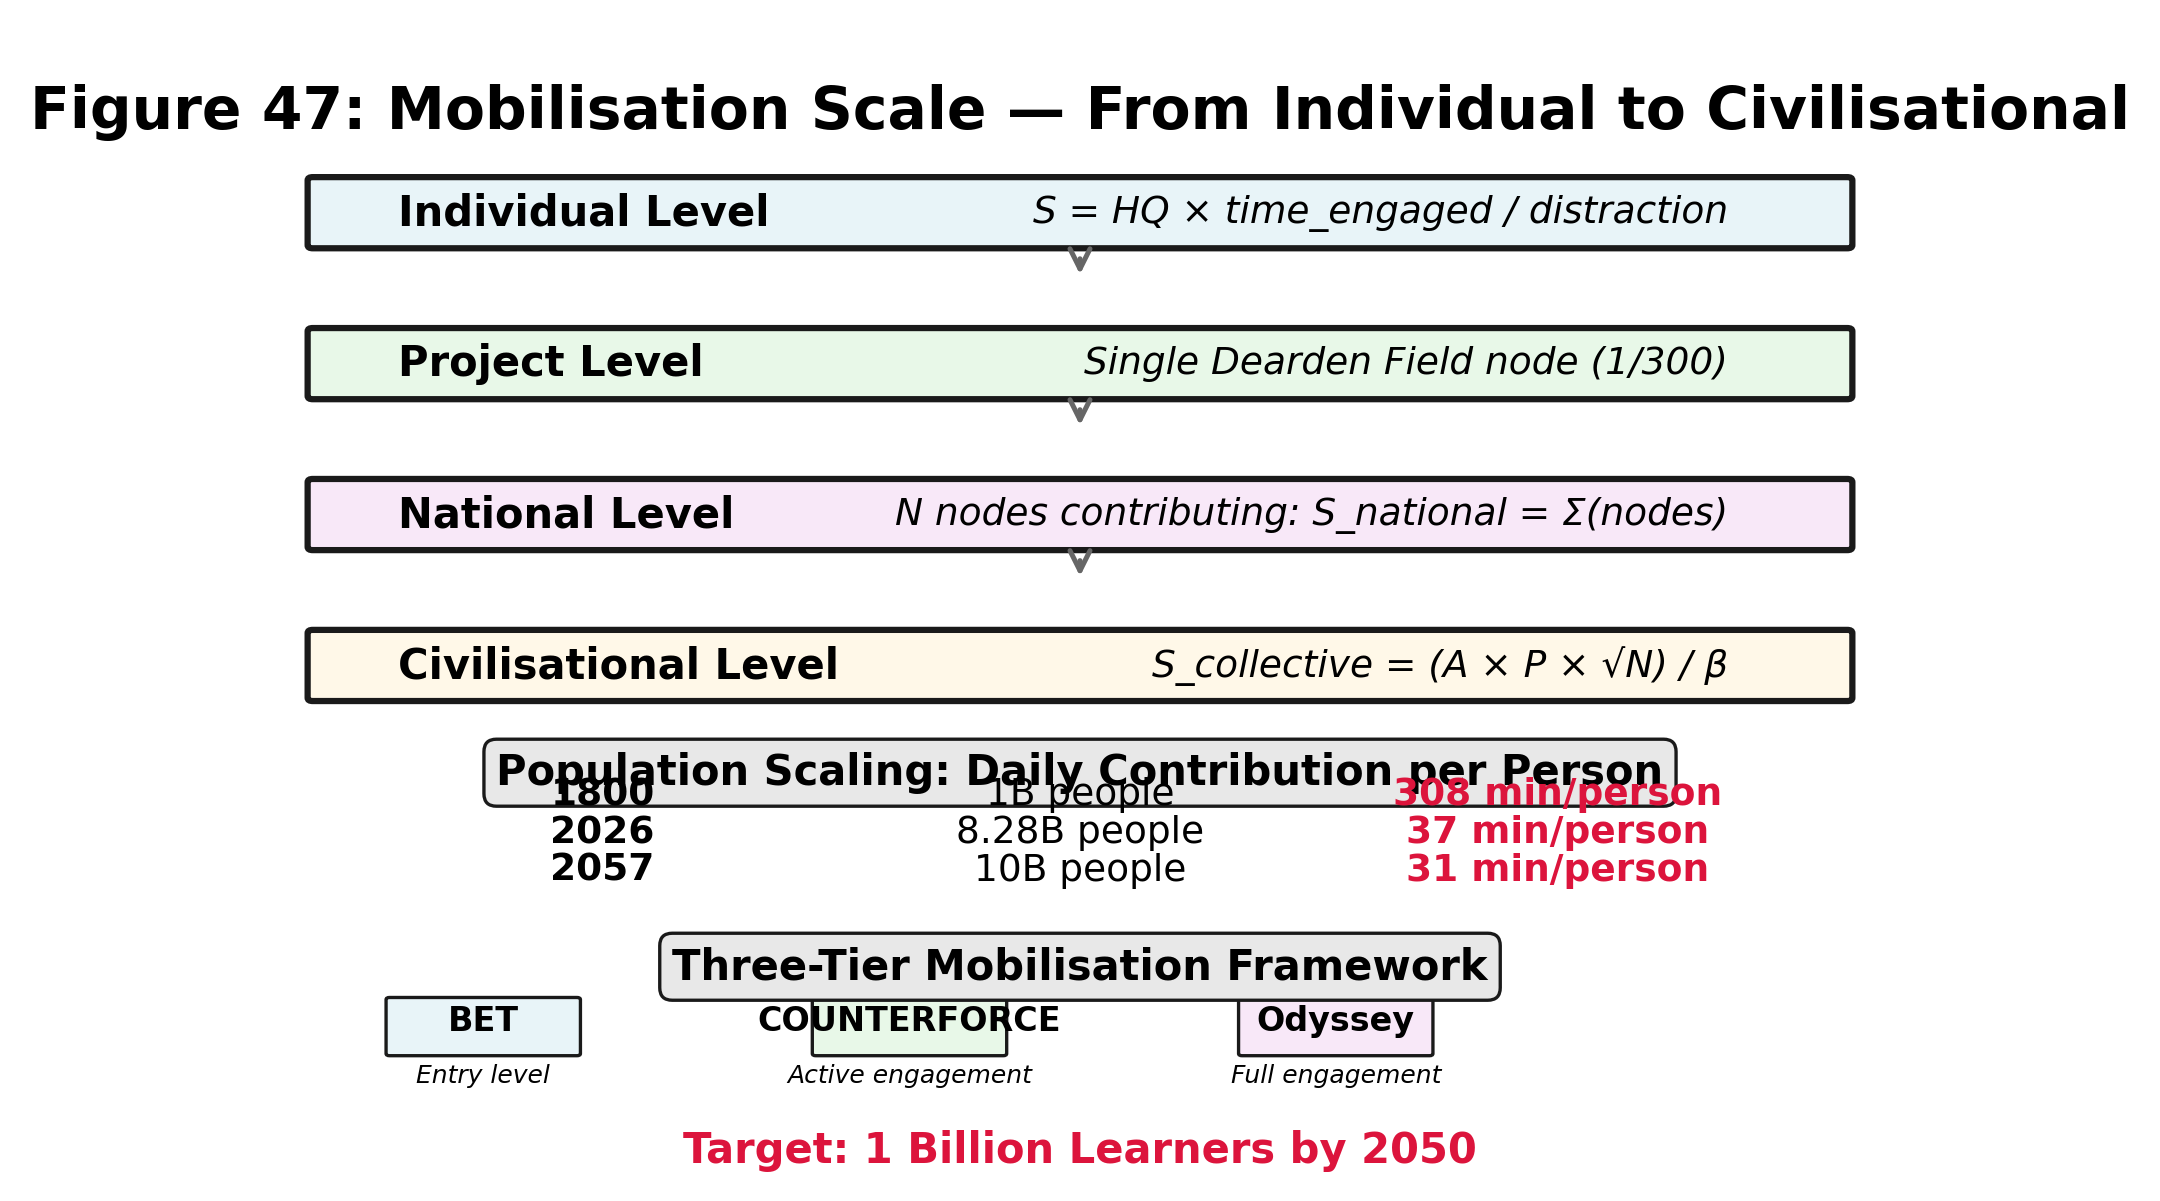 Figure 47: Mobilisation Scale — From Individual to Civilisational
Individual Level S = HQ × time_engaged / distraction
Project Level Single Dearden Field node (1/300)
National Level N nodes contributing: S_national = Σ(nodes)
Civilisational Level S_collective = (A × P × √N) / β
Population Scaling: Daily Contribution per Person
1800 1B people 308 min/person
2026 8.28B people 37 min/person
2057 10B people 31 min/person
Three-Tier Mobilisation Framework
BET COUNTERFORCE Odyssey
Entry level Active engagement Full engagement
Target: 1 Billion Learners by 2050